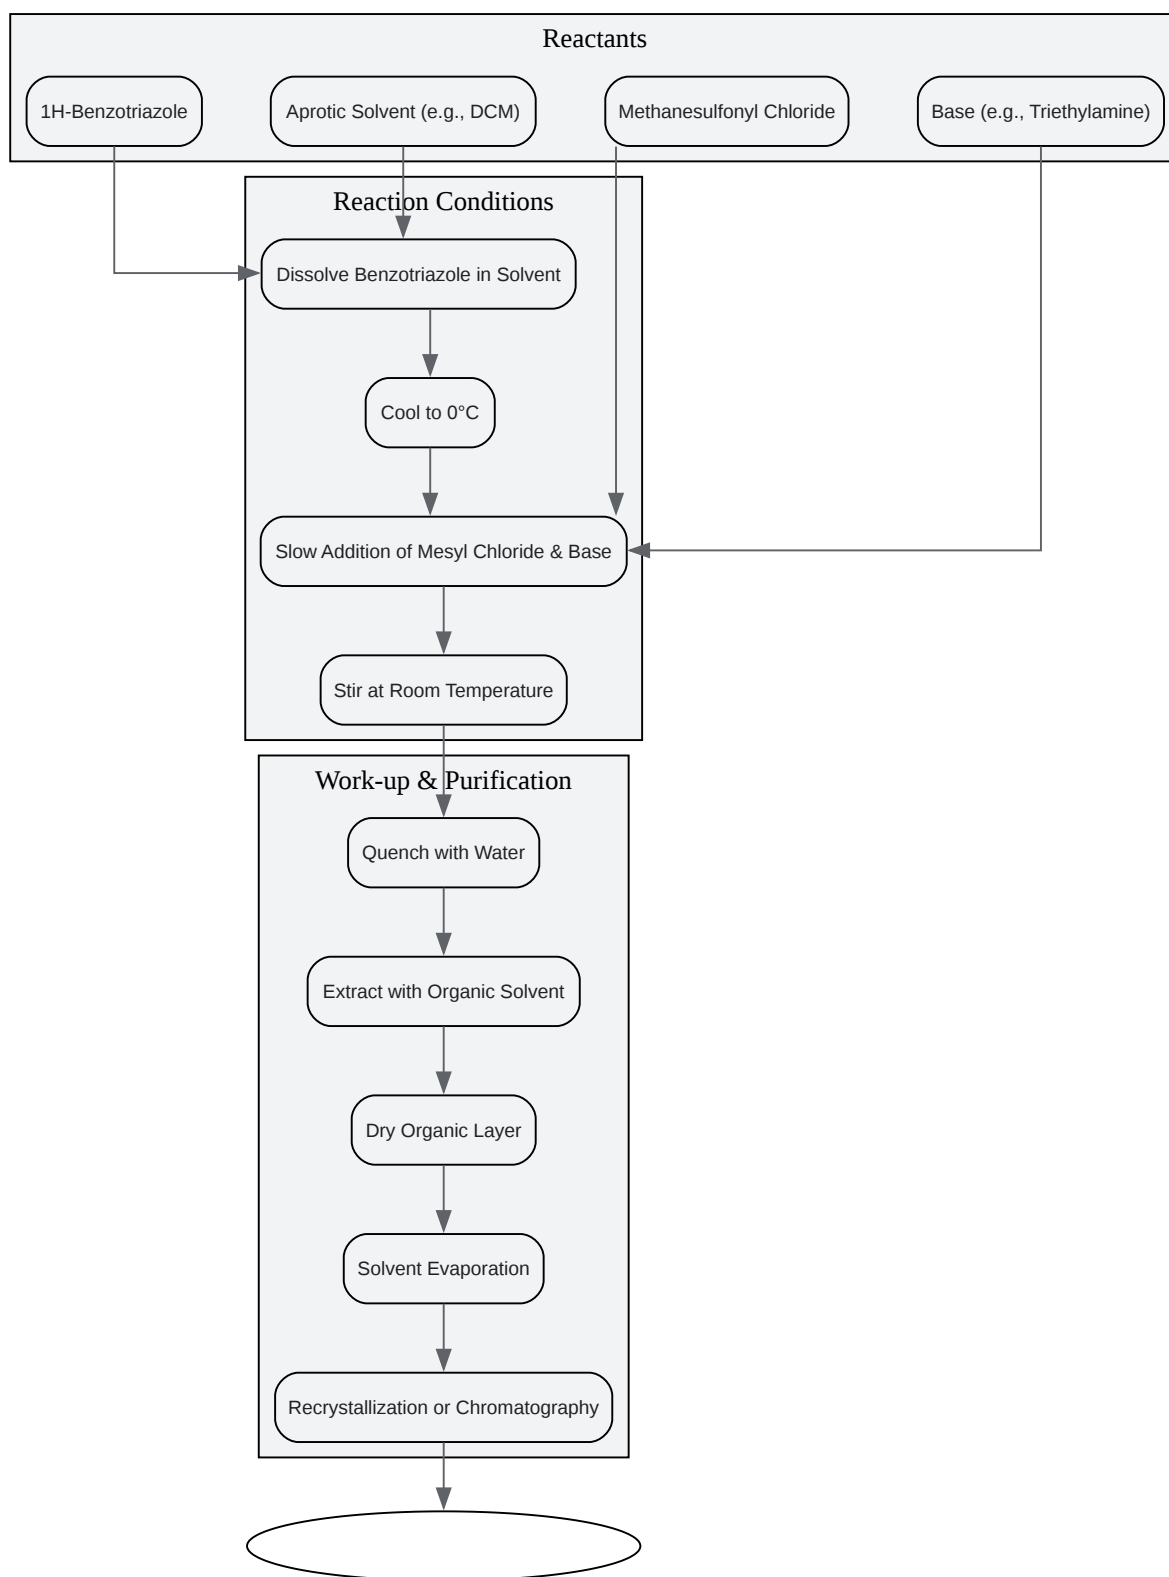 Reactants
1H-Benzotriazole
Aprotic Solvent (e.g., DCM)
Methanesulfonyl Chloride
Base (e.g., Triethylamine)
Reaction Conditions
Dissolve Benzotriazole in Solvent
Cool to 0°C
Slow Addition of Mesyl Chloride & Base
Stir at Room Temperature
Work-up & Purification
Quench with Water
Extract with Organic Solvent
Dry Organic Layer
Solvent Evaporation
Recrystallization or Chromatography